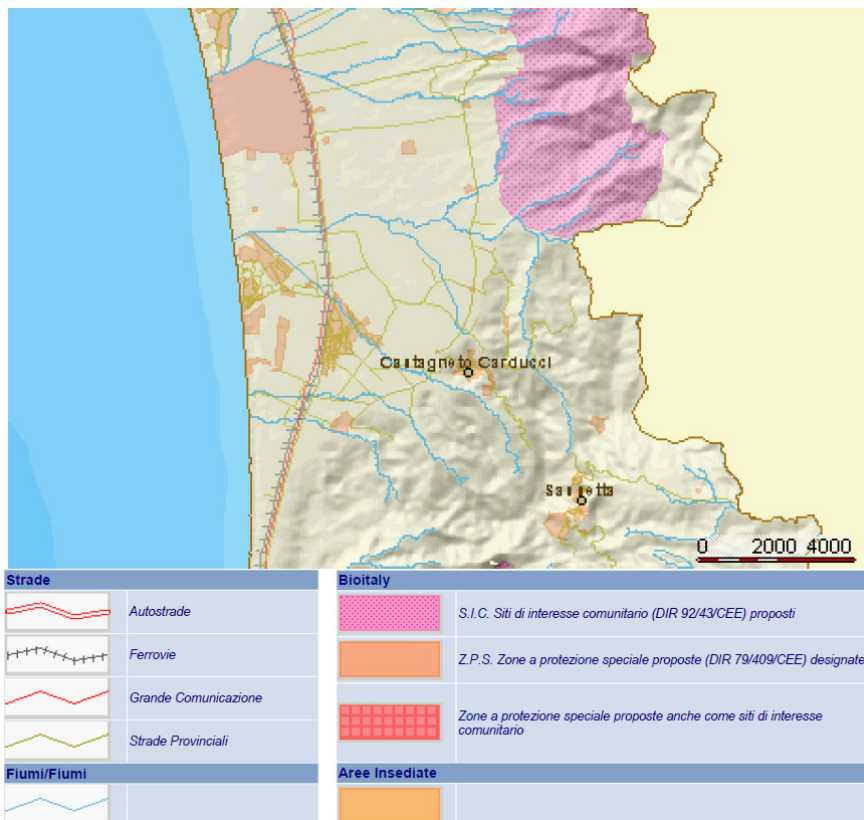 Castagneto Carducci
Sassetta
0 2000 4000
Strade
Autostrade
Ferrovie
Grande Comunicazione
Strade Provinciali
Fiumi/Fiumi
Bioitaly
S.I.C. Siti di interesse comunitario (DIR 92/43/CEE) proposti
Z.P.S. Zone a protezione speciale proposte (DIR 79/409/CEE) designate
Zone a protezione speciale proposte anche come siti di interesse
comunitario
Aree Insediate